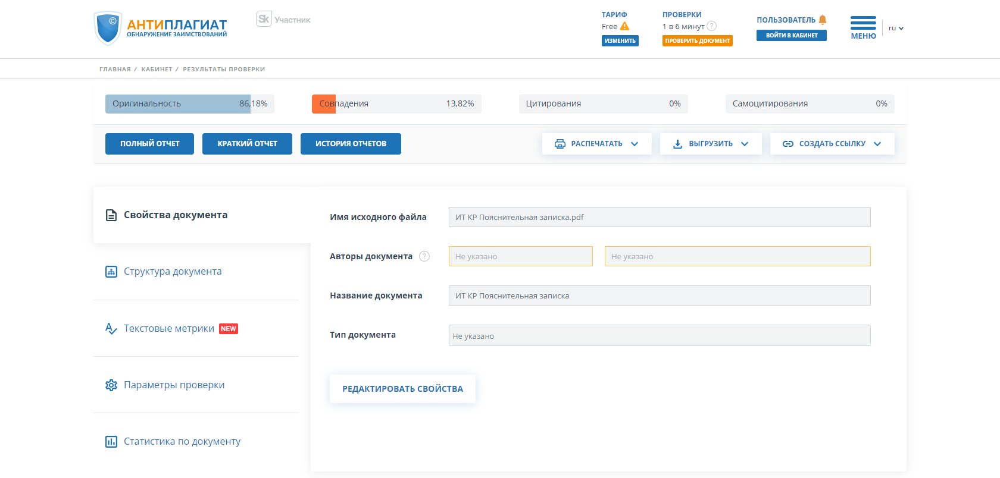 ©
АНТИПЛАГИАТ
ОБНАРУЖЕНИЕ ЗАИМСТВОВАНИЙ
Sk Участник
ТАРИФ
Free
ИЗМЕНИТЬ
ПРОВЕРКИ
1 в 6 минут ?
ПРОВЕРИТЬ ДОКУМЕНТ
ПОЛЬЗОВАТЕЛЬ
ВОЙТИ В КАБИНЕТ
МЕНЮ
ru
ГЛАВНАЯ / КАБИНЕТ / РЕЗУЛЬТАТЫ ПРОВЕРКИ
Оригинальность 86,18%
Совпадения 13,82%
Цитирования 0%
Самоцитирования 0%
ПОЛНЫЙ ОТЧЕТ
КРАТКИЙ ОТЧЕТ
ИСТОРИЯ ОТЧЕТОВ
РАСПЕЧАТАТЬ
ВЫГРУЗИТЬ
СОЗДАТЬ ССЫЛКУ
Свойства документа
Структура документа
Текстовые метрики NEW
Параметры проверки
Статистика по документу
Имя исходного файла ИТ КР Пояснительная записка.pdf
Авторы документа ? Не указано Не указано
Название документа ИТ КР Пояснительная записка
Тип документа Не указано
РЕДАКТИРОВАТЬ СВОЙСТВА